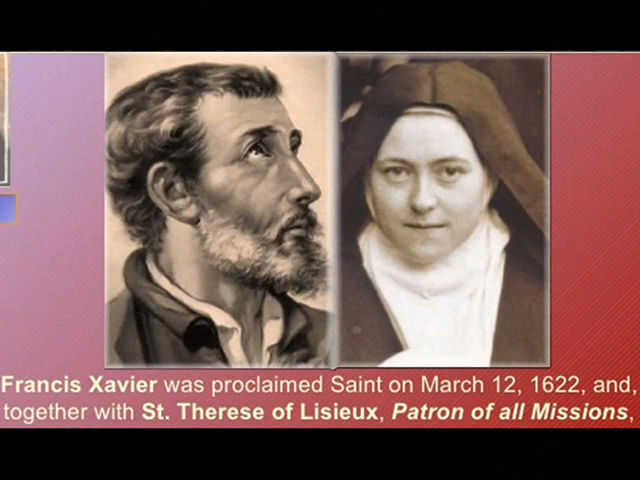 Francis Xavier was proclaimed Saint on March 12, 1622, and,
together with St. Therese of Lisieux, Patron of all Missions,